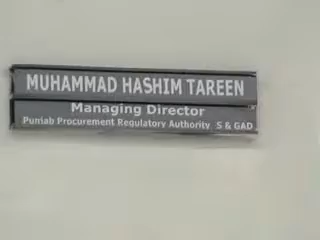 MUHAMMAD HASHIM TAREEN
Managing Director
Punjab Procurement Regulatory Authority S & GAD